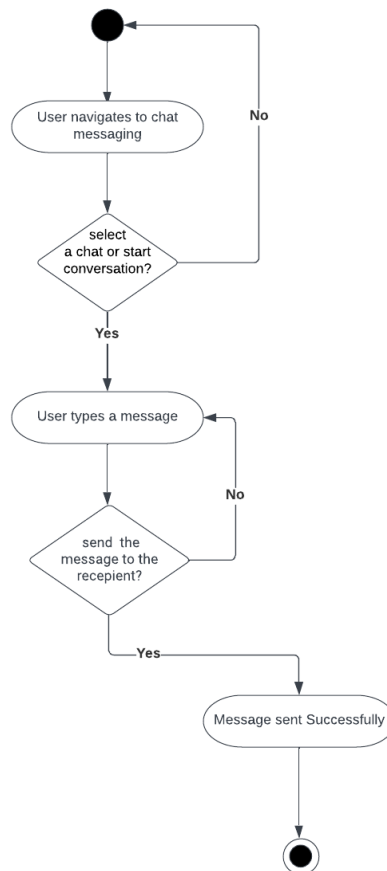 User navigates to chat
messaging
No
select
a chat or start
conversation?
Yes
User types a message
No
send the
message to the
recepient?
Yes
Message sent Successfully